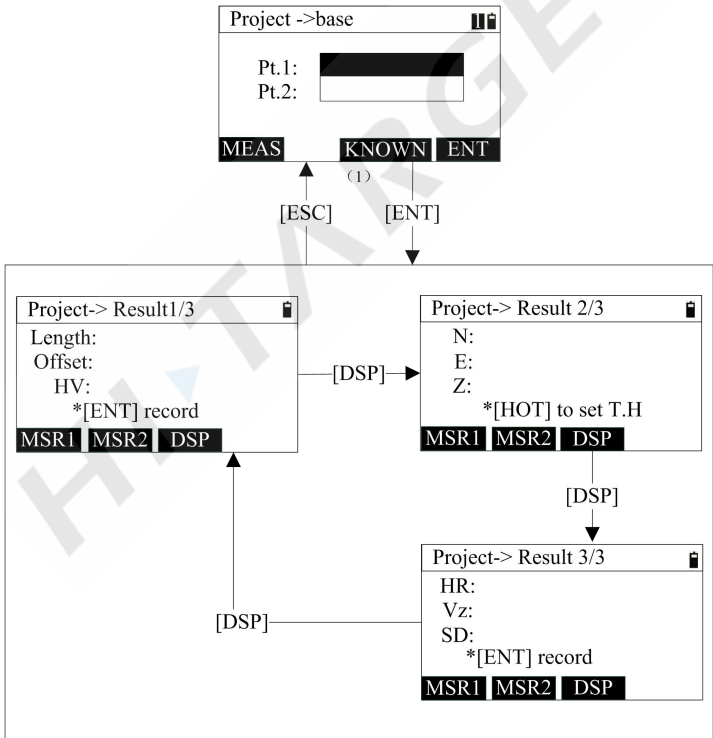 Project ->base
1
Pt.1:
Pt.2:
MEAS KNOWN ENT
(1)
[ESC] [ENT]
Project-> Result1/3
Length:
Offset:
HV:
*[ENT] record
MSR1 MSR2 DSP
[DSP]
Project-> Result 2/3
N:
E:
Z:
*[HOT] to set T.H
MSR1 MSR2 DSP
[DSP]
Project-> Result 3/3
HR:
Vz:
SD:
*[ENT] record
MSR1 MSR2 DSP
[DSP]
HI-TARGE